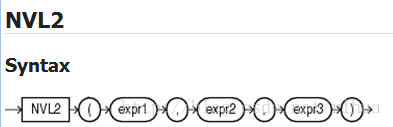 NVL2
Syntax
NVL2 ( expr1 , expr2 , expr3 )